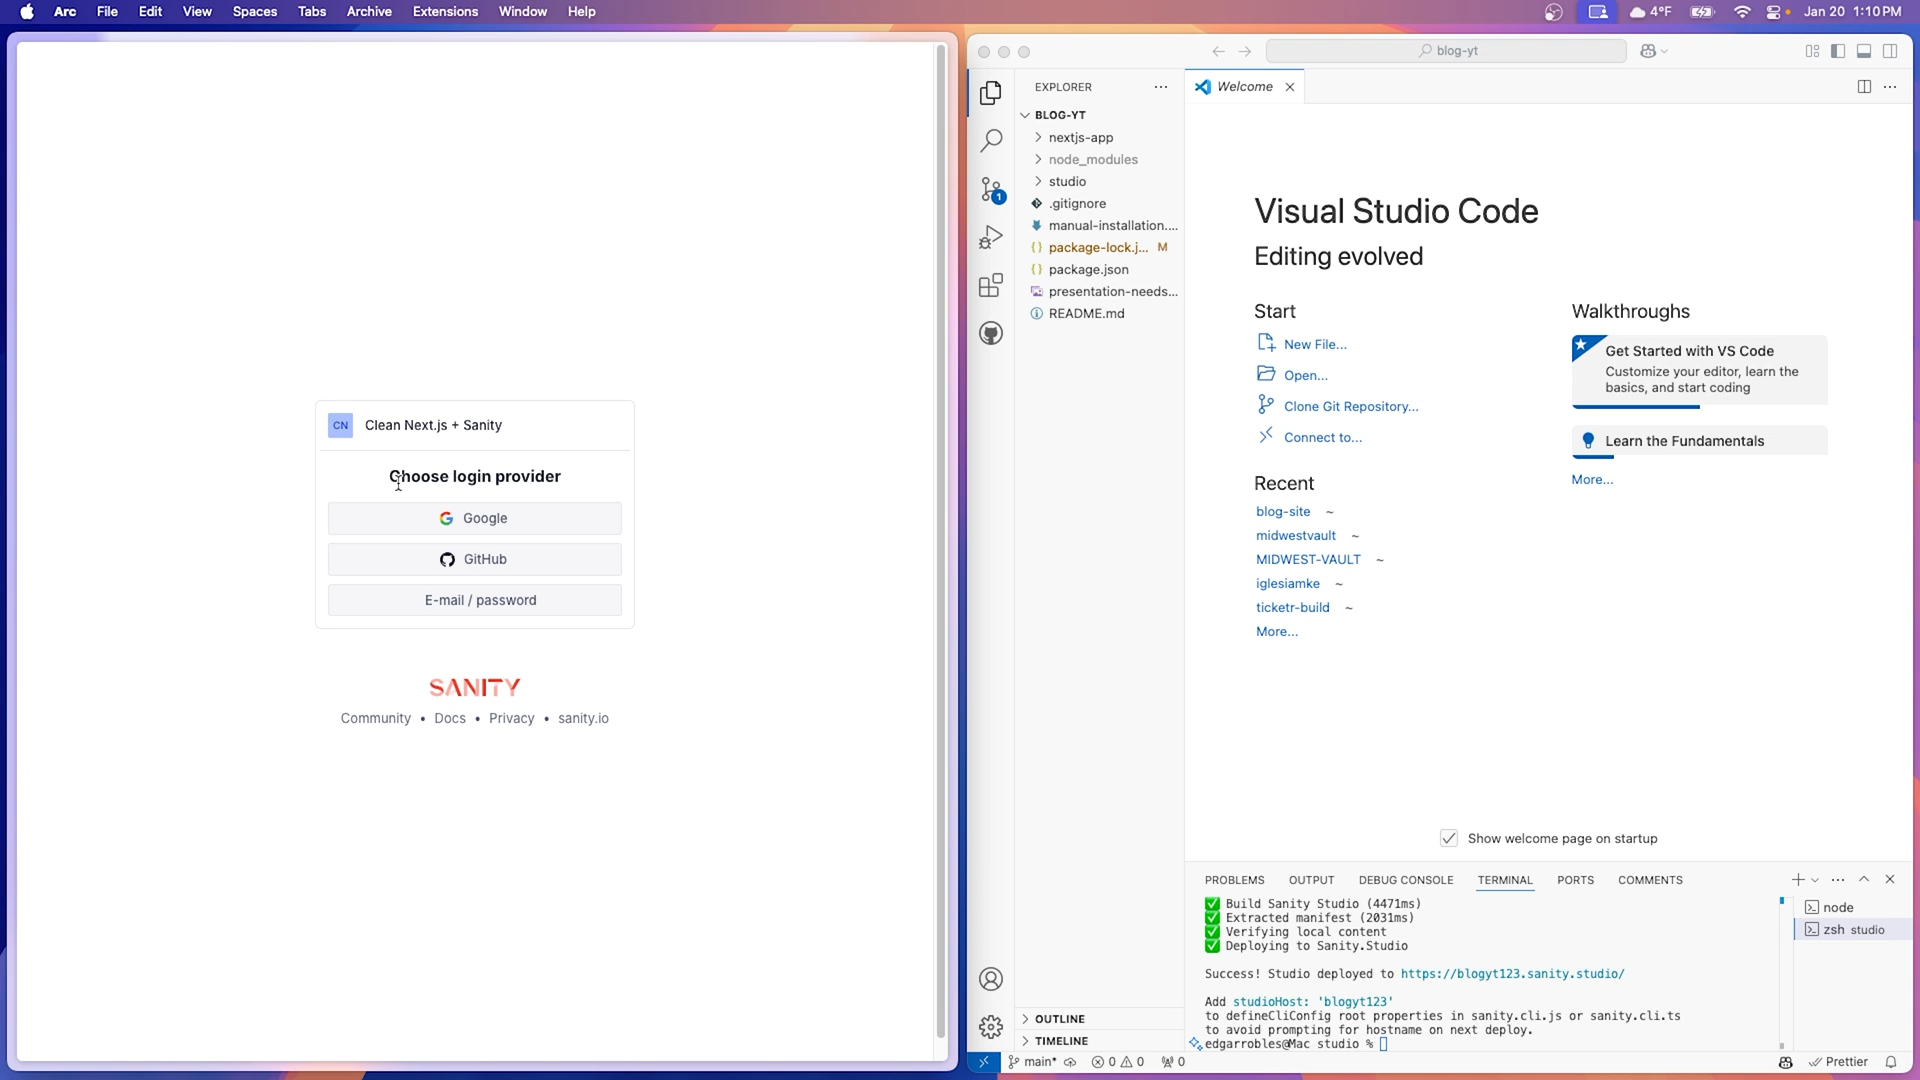 Arc File Edit View Spaces Tabs Archive Extensions Window Help
4°F Jan 20 1:10 PM
CN Clean Next.js + Sanity
Choose login provider
Google
GitHub
E-mail / password
SANITY
Community • Docs • Privacy • sanity.io
blog-yt
EXPLORER
BLOG-YT
nextjs-app
node_modules
studio
.gitignore
manual-installation....
package-lock.j... M
package.json
presentation-needs...
README.md
OUTLINE
TIMELINE
1
Welcome
Visual Studio Code
Editing evolved
Start
New File...
Open...
Clone Git Repository...
Connect to...
Recent
blog-site ~
midwestvault ~
MIDWEST-VAULT ~
iglesiamke ~
ticketr-build ~
More...
Walkthroughs
Get Started with VS Code
Customize your editor, learn the
basics, and start coding
Learn the Fundamentals
More...
Show welcome page on startup
PROBLEMS OUTPUT DEBUG CONSOLE TERMINAL PORTS COMMENTS
Build Sanity Studio (4471ms)
Extracted manifest (2031ms)
Verifying local content
Deploying to Sanity.Studio
Success! Studio deployed to https://blogyt123.sanity.studio/
Add studioHost: 'blogyt123'
to defineCliConfig root properties in sanity.cli.js or sanity.cli.ts
to avoid prompting for hostname on next deploy.
edgarrobles@Mac studio %
node
zsh studio
main* 0 0 0 Prettier